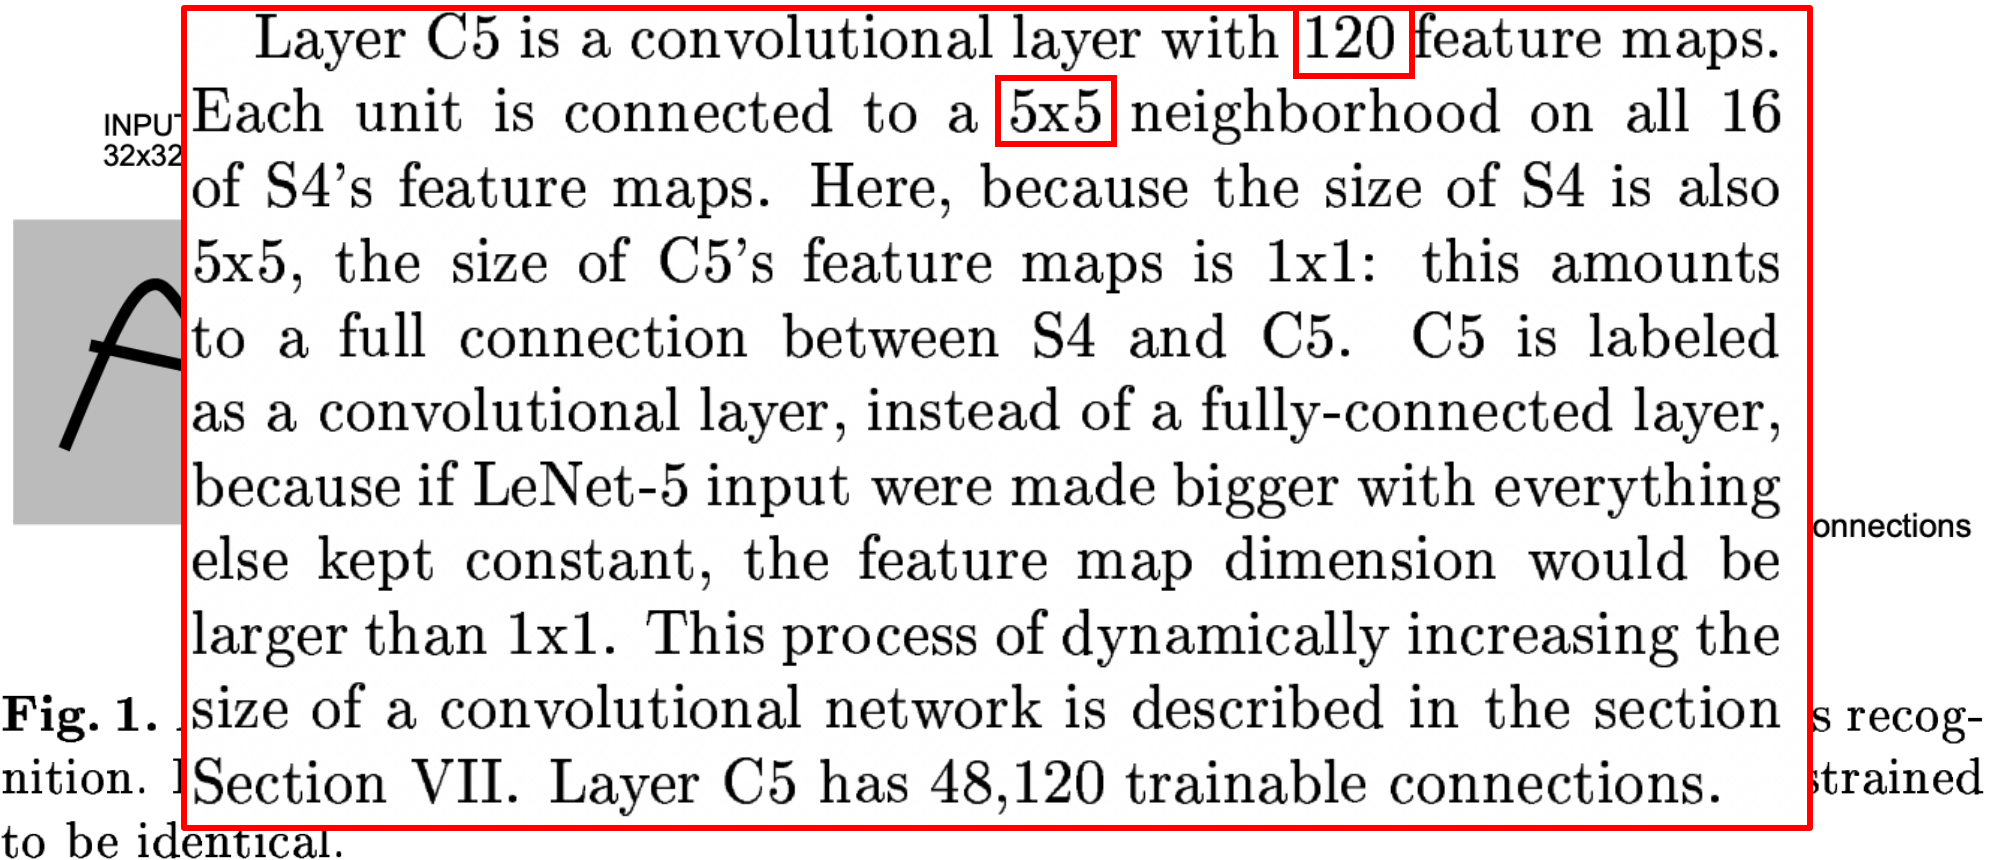 Layer C5 is a convolutional layer with 120 feature maps.
Each unit is connected to a 5x5 neighborhood on all 16
of S4's feature maps. Here, because the size of S4 is also
5x5, the size of C5's feature maps is 1x1: this amounts
to a full connection between S4 and C5. C5 is labeled
as a convolutional layer, instead of a fully-connected layer,
because if LeNet-5 input were made bigger with everything
else kept constant, the feature map dimension would be
larger than 1x1. This process of dynamically increasing the
size of a convolutional network is described in the section
Section VII. Layer C5 has 48,120 trainable connections.
32x32
onnections
Fig. 1. s recog-
nition. strained
to be identical.